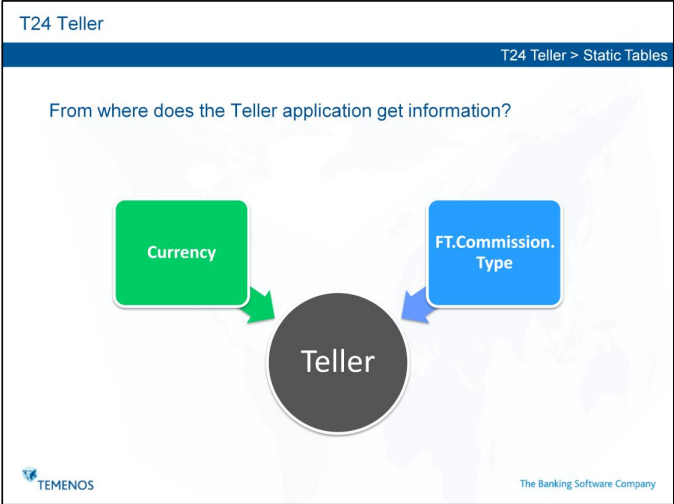 T24 Teller
T24 Teller > Static Tables
From where does the Teller application get information?
Currency
FT.Commission.
Type
Teller
TEMENOS
The Banking Software Company